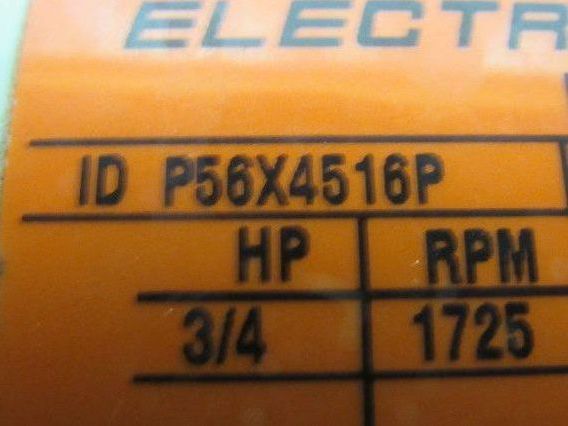 ELECTR
ID P56X4516P
HP RPM
3/4 1725